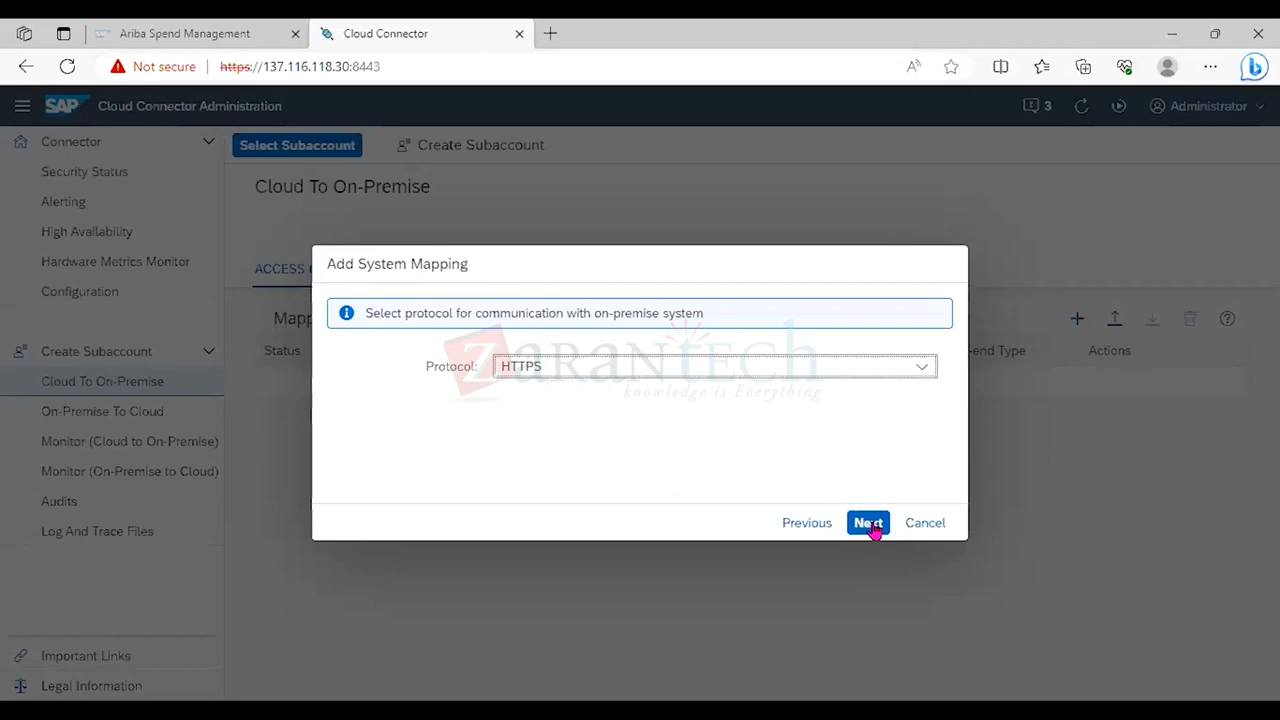 Ariba Spend Management
Cloud Connector
Not secure
https://137.116.118.30:8443
SAP
Cloud Connector Administration
3
Administrator
Connector
Security Status
Alerting
High Availability
Hardware Metrics Monitor
Configuration
Create Subaccount
Cloud To On-Premise
On-Premise To Cloud
Monitor (Cloud to On-Premise)
Monitor (On-Premise to Cloud)
Audits
Log And Trace Files
Important Links
Legal Information
Select Subaccount
Create Subaccount
Cloud To On-Premise
ACCESS
Mapp
Status
-end Type
Actions
Add System Mapping
Select protocol for communication with on-premise system
Protocol: HTTPS
ZaranTech
knowledge is Everything
Previous
Next
Cancel